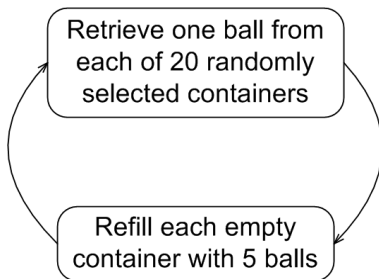 Retrieve one ball from
each of 20 randomly
selected containers
Refill each empty
container with 5 balls